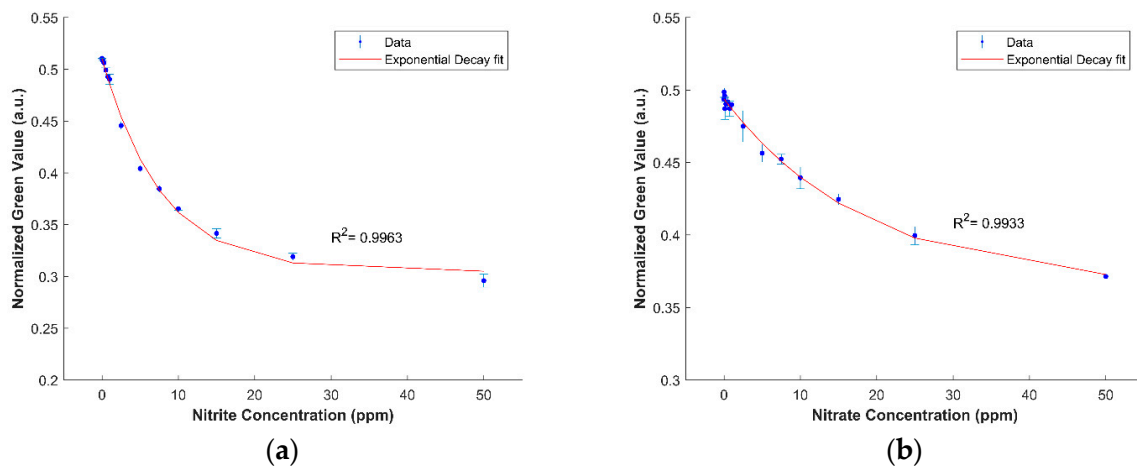 0.55
0.5
0.45
0.4
0.35
0.3
0.25
0.2
Normalized Green Value (a.u.)
Data
Exponential Decay fit
R²= 0.9963
0 10 20 30 40 50
Nitrite Concentration (ppm)
(a)
0.55
0.5
0.45
0.4
0.35
0.3
Normalized Green Value (a.u.)
Data
Exponential Decay fit
R²= 0.9933
0 10 20 30 40 50
Nitrate Concentration (ppm)
(b)